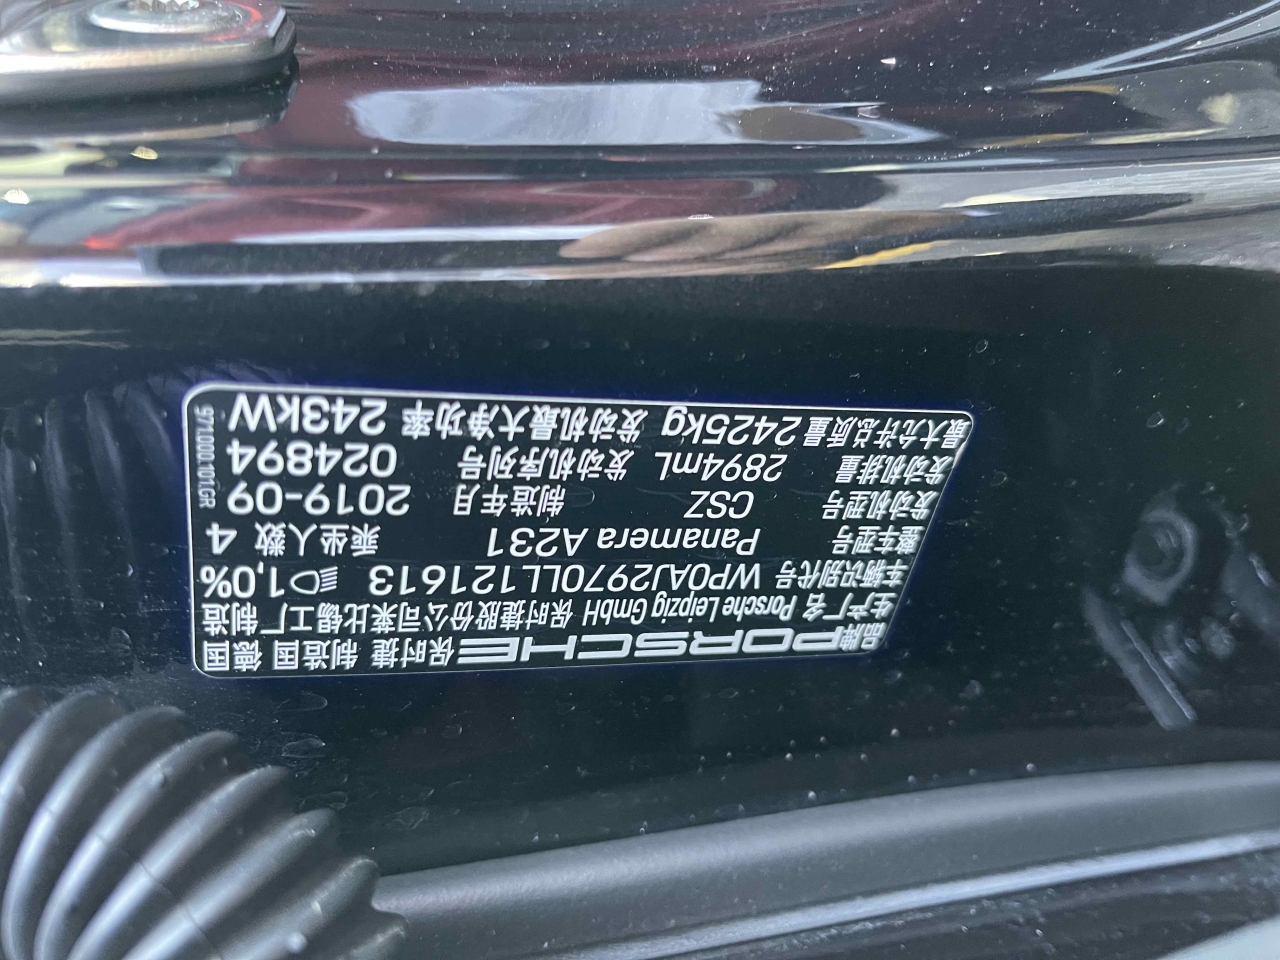 品牌 PORSCHE 保时捷 制造国 德国
生产厂名 Porsche Leipzig GmbH 保时捷股份公司莱比锡工厂制造
车辆识别代号 WP0AJ2970LL121613 1,0%
整车型号 Panamera A231 乘坐人数 4
发动机型号 CSZ 制造年月 2019-09
发动机排量 2894mL 发动机序列号 024894
最大允许总质量 2425kg 发动机最大净功率 243kW
971.000.101.GR